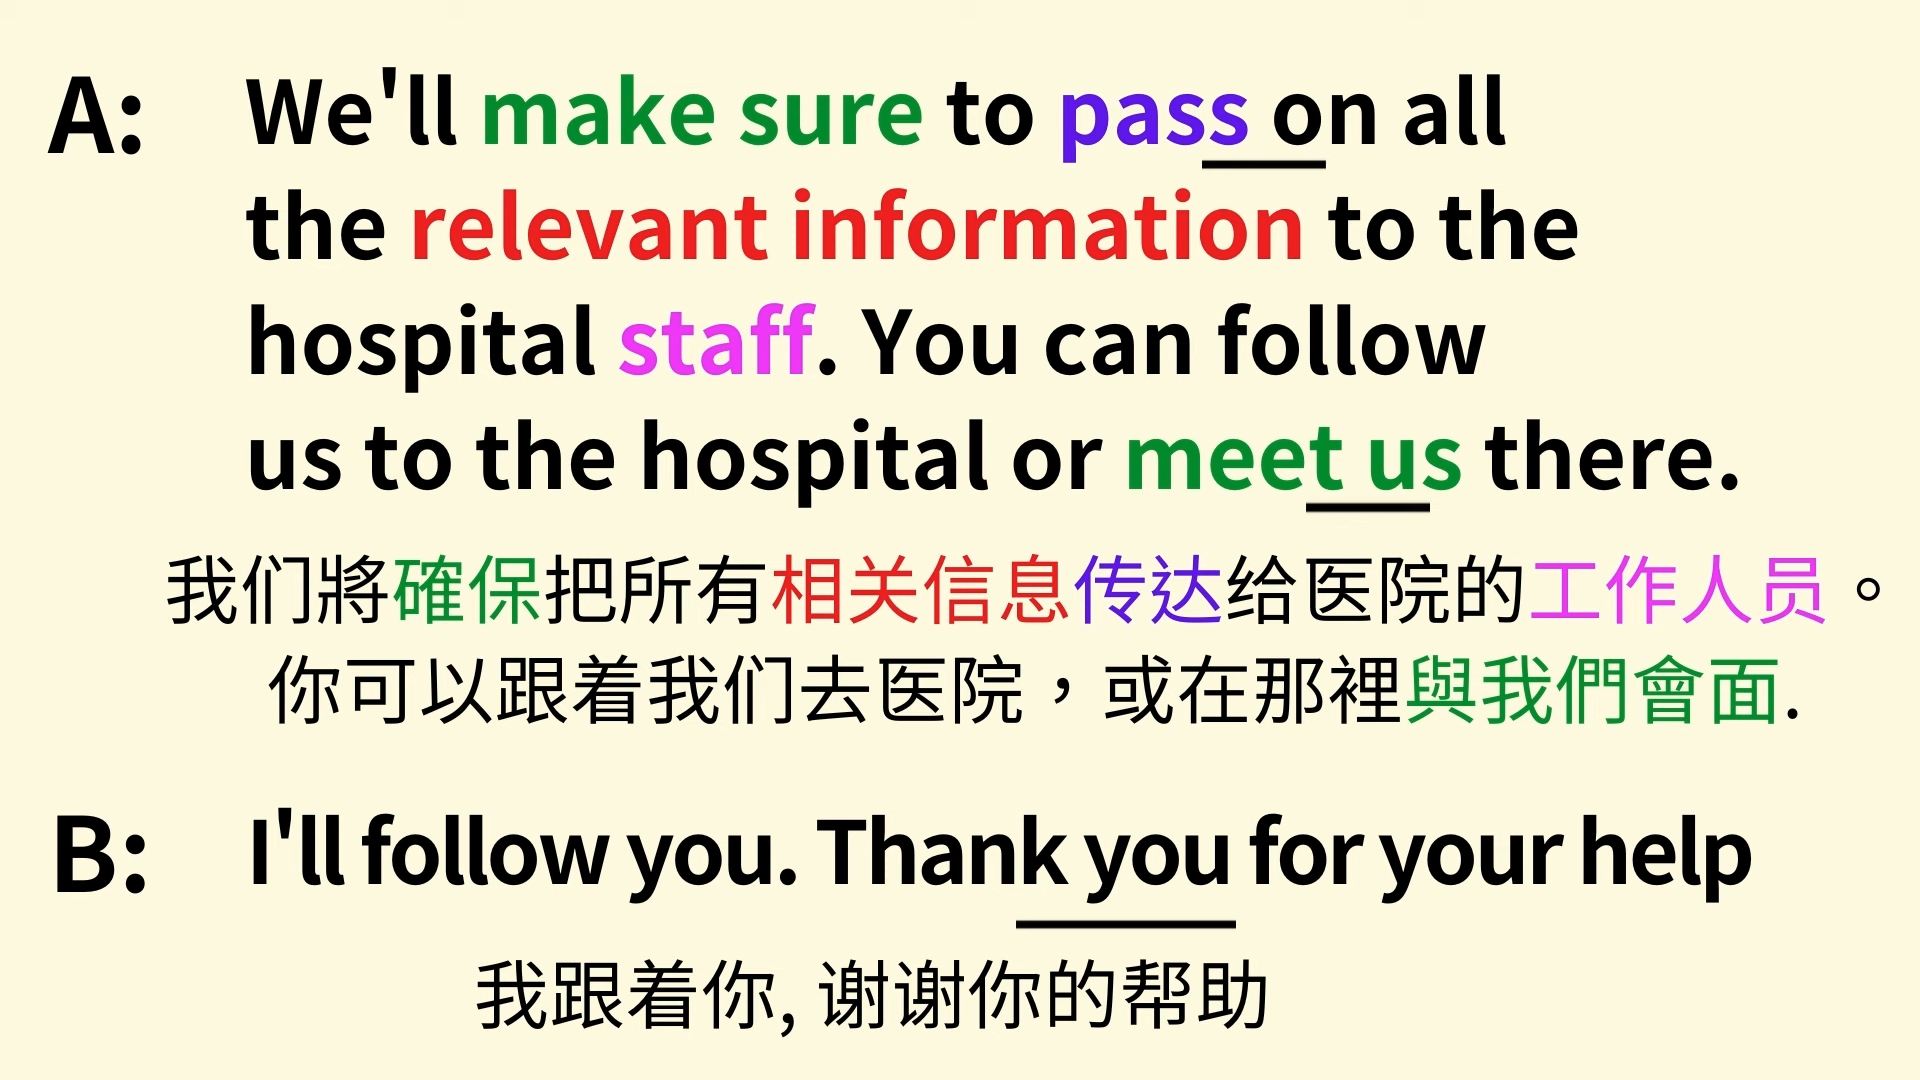 A: We'll make sure to pass on all
the relevant information to the
hospital staff. You can follow
us to the hospital or meet us there.
我们將確保把所有相关信息传达给医院的工作人员。
你可以跟着我们去医院，或在那裡與我們會面.
B: I'll follow you. Thank you for your help
我跟着你, 谢谢你的帮助